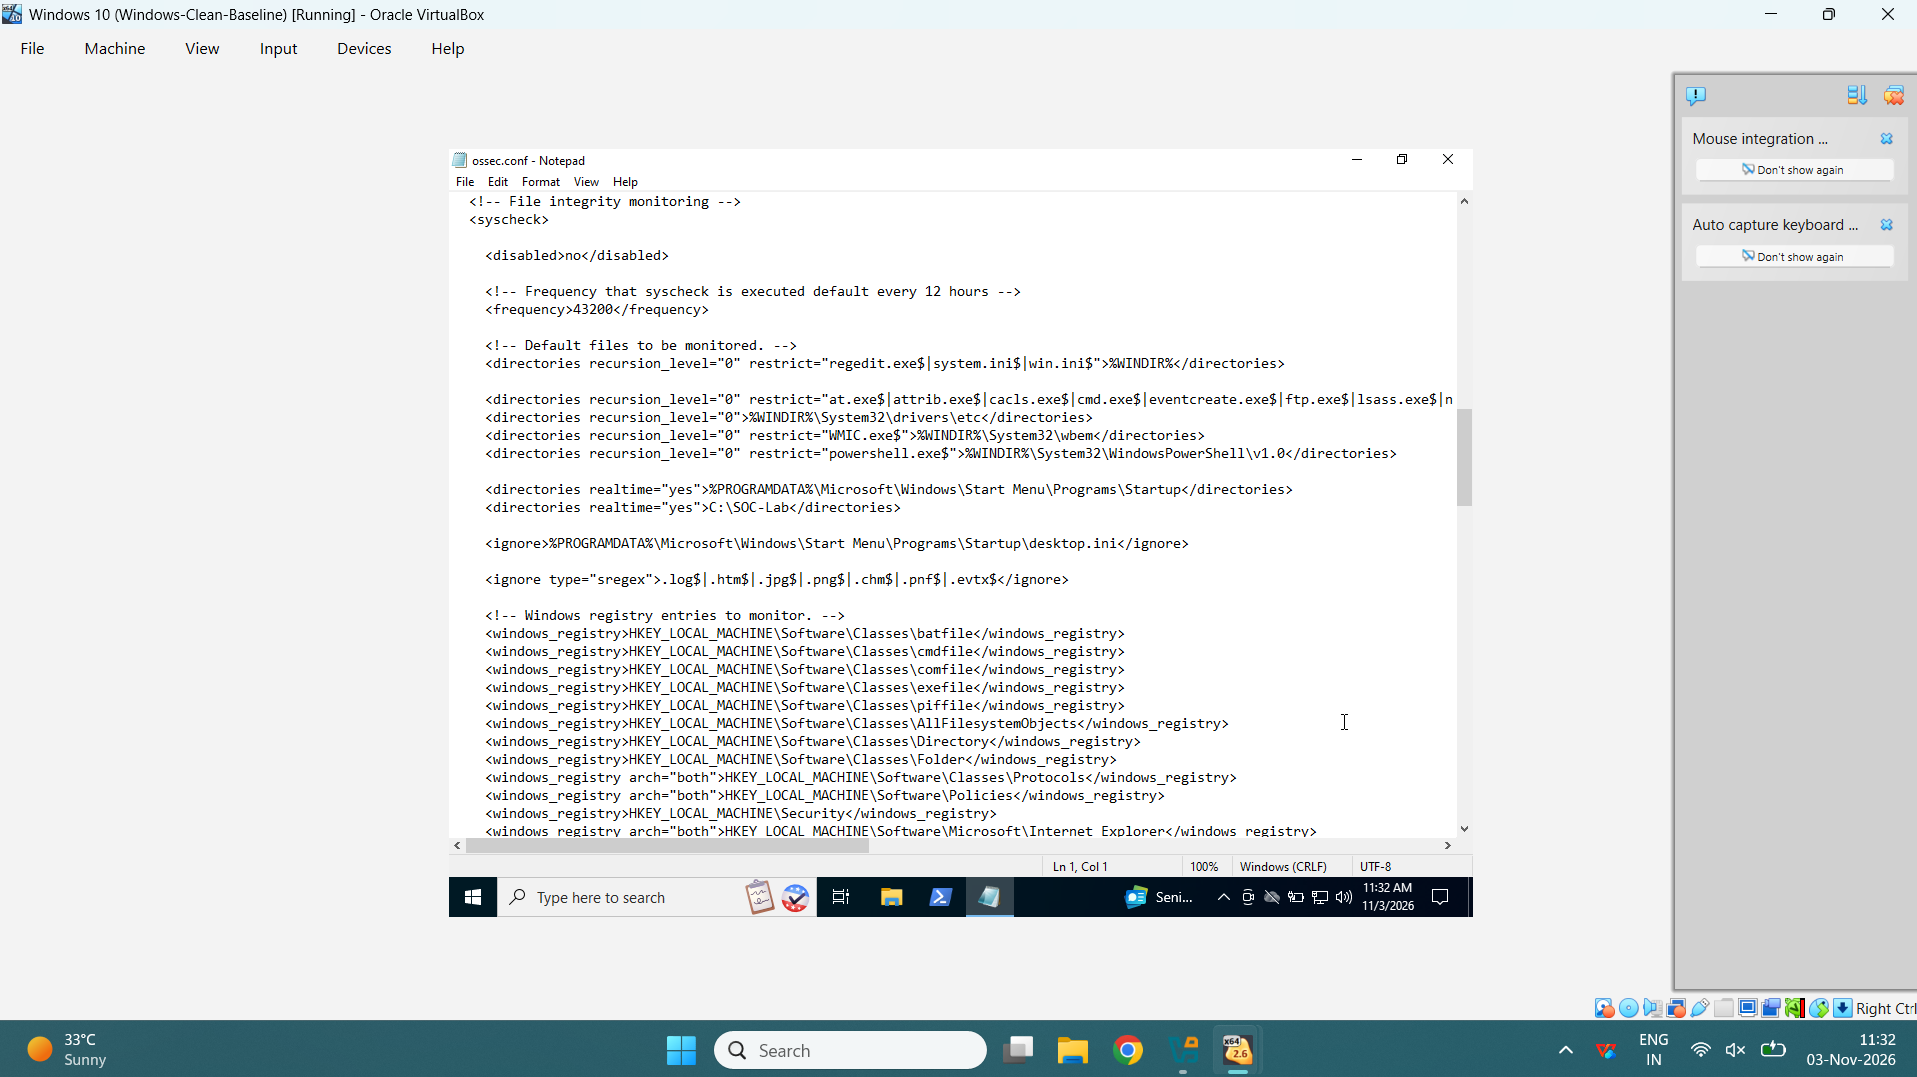 Windows 10 (Windows-Clean-Baseline) [Running] - Oracle VirtualBox
File Machine View Input Devices Help
Mouse integration ...
Don't show again
Auto capture keyboard ...
Don't show again
ossec.conf - Notepad
File Edit Format View Help
<!-- File integrity monitoring -->
<syscheck>
<disabled>no</disabled>
<!-- Frequency that syscheck is executed default every 12 hours -->
<frequency>43200</frequency>
<!-- Default files to be monitored. -->
<directories recursion_level="0" restrict="regedit.exe$|system.ini$|win.ini$">%WINDIR%</directories>
<directories recursion_level="0" restrict="at.exe$|attrib.exe$|cacls.exe$|cmd.exe$|eventcreate.exe$|ftp.exe$|lsass.exe$|n
<directories recursion_level="0">%WINDIR%\System32\drivers\etc</directories>
<directories recursion_level="0" restrict="WMIC.exe$">%WINDIR%\System32\wbem</directories>
<directories recursion_level="0" restrict="powershell.exe$">%WINDIR%\System32\WindowsPowerShell\v1.0</directories>
<directories realtime="yes">%PROGRAMDATA%\Microsoft\Windows\Start Menu\Programs\Startup</directories>
<directories realtime="yes">C:\SOC-Lab</directories>
<ignore>%PROGRAMDATA%\Microsoft\Windows\Start Menu\Programs\Startup\desktop.ini</ignore>
<ignore type="sregex">.log$|.htm$|.jpg$|.png$|.chm$|.pnf$|.evtx$</ignore>
<!-- Windows registry entries to monitor. -->
<windows_registry>HKEY_LOCAL_MACHINE\Software\Classes\batfile</windows_registry>
<windows_registry>HKEY_LOCAL_MACHINE\Software\Classes\cmdfile</windows_registry>
<windows_registry>HKEY_LOCAL_MACHINE\Software\Classes\comfile</windows_registry>
<windows_registry>HKEY_LOCAL_MACHINE\Software\Classes\exefile</windows_registry>
<windows_registry>HKEY_LOCAL_MACHINE\Software\Classes\piffile</windows_registry>
<windows_registry>HKEY_LOCAL_MACHINE\Software\Classes\AllFilesystemObjects</windows_registry>
<windows_registry>HKEY_LOCAL_MACHINE\Software\Classes\Directory</windows_registry>
<windows_registry>HKEY_LOCAL_MACHINE\Software\Classes\Folder</windows_registry>
<windows_registry arch="both">HKEY_LOCAL_MACHINE\Software\Classes\Protocols</windows_registry>
<windows_registry arch="both">HKEY_LOCAL_MACHINE\Software\Policies</windows_registry>
<windows_registry>HKEY_LOCAL_MACHINE\Security</windows_registry>
<windows_registry arch="both">HKEY_LOCAL_MACHINE\Software\Microsoft\Internet Explorer</windows_registry>
Ln 1, Col 1 100% Windows (CRLF) UTF-8
Type here to search Seni... 11:32 AM
11/3/2026
Right Ctrl
33°C
Sunny
Search
x64
2.6
ENG
IN
11:32
03-Nov-2026